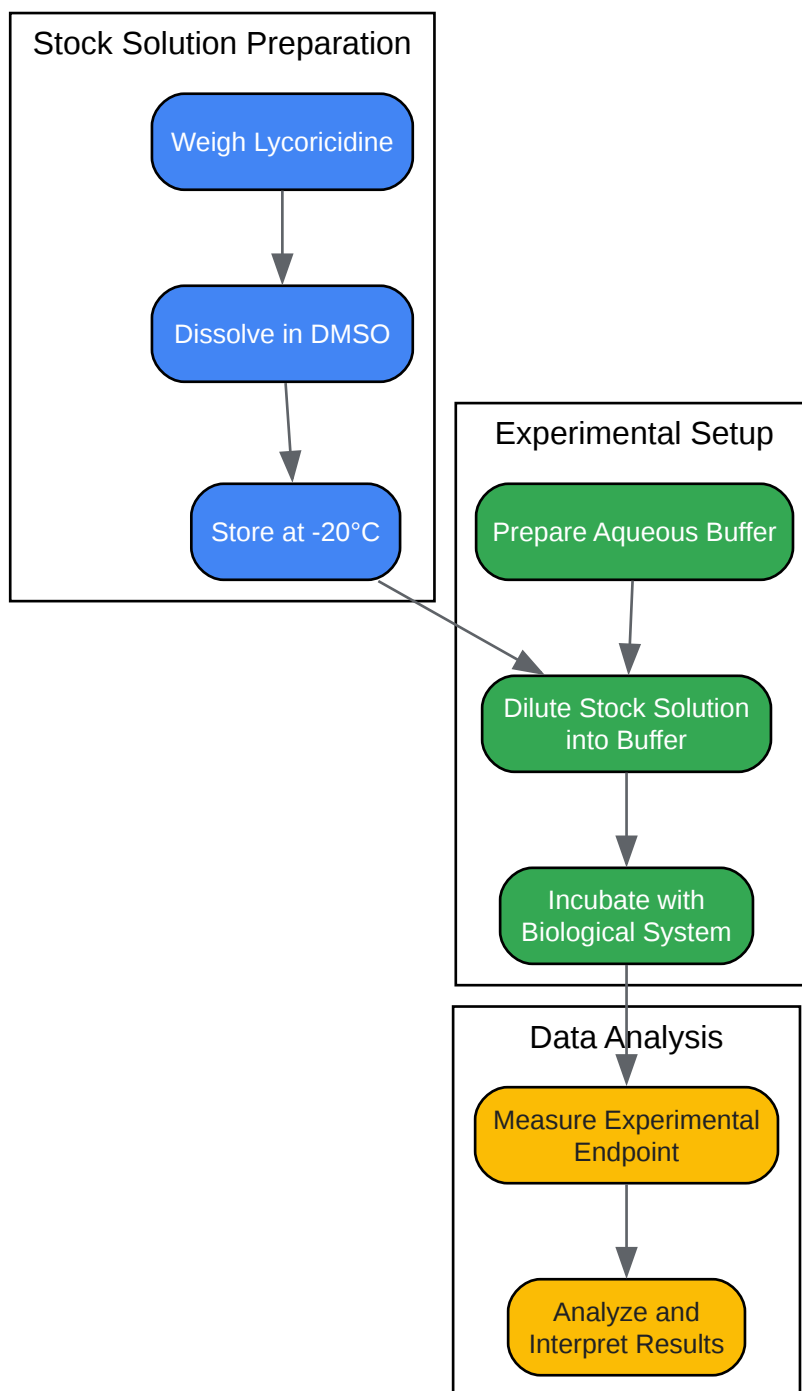 Stock Solution Preparation
Weigh Lycoricidine
Dissolve in DMSO
Store at -20°C
Experimental Setup
Prepare Aqueous Buffer
Dilute Stock Solution
into Buffer
Incubate with
Biological System
Data Analysis
Measure Experimental
Endpoint
Analyze and
Interpret Results